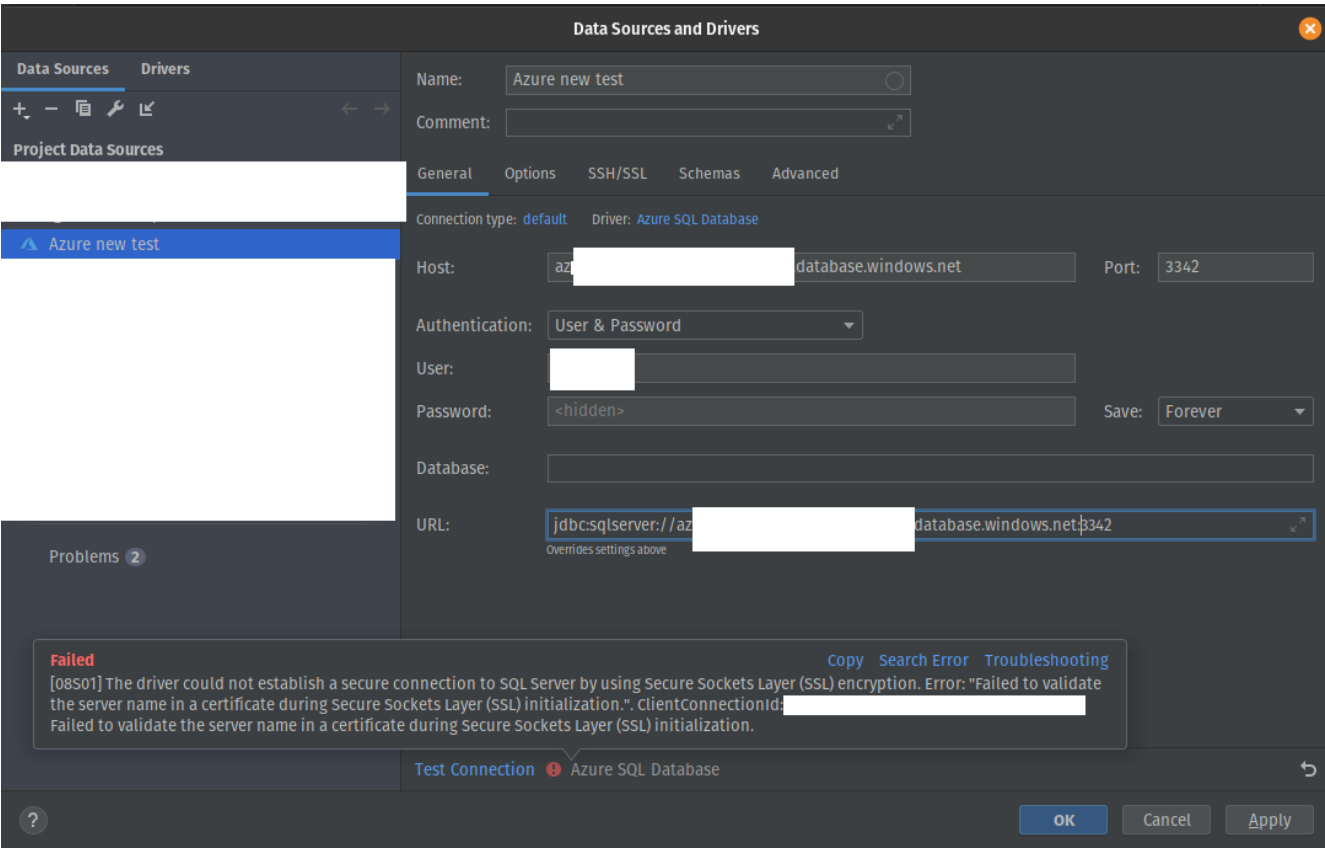 Data Sources and Drivers
Data Sources Drivers
Project Data Sources
Azure new test
Problems 2
Name: Azure new test
Comment:
General Options SSH/SSL Schemas Advanced
Connection type: default Driver: Azure SQL Database
Host: az database.windows.net Port: 3342
Authentication: User & Password
User:
Password: <hidden> Save: Forever
Database:
URL: jdbc:sqlserver://az database.windows.net:3342
Overrides settings above
Failed Copy Search Error Troubleshooting
[08S01] The driver could not establish a secure connection to SQL Server by using Secure Sockets Layer (SSL) encryption. Error: "Failed to validate
the server name in a certificate during Secure Sockets Layer (SSL) initialization.". ClientConnectionId:
Failed to validate the server name in a certificate during Secure Sockets Layer (SSL) initialization.
Test Connection Azure SQL Database
? OK Cancel Apply